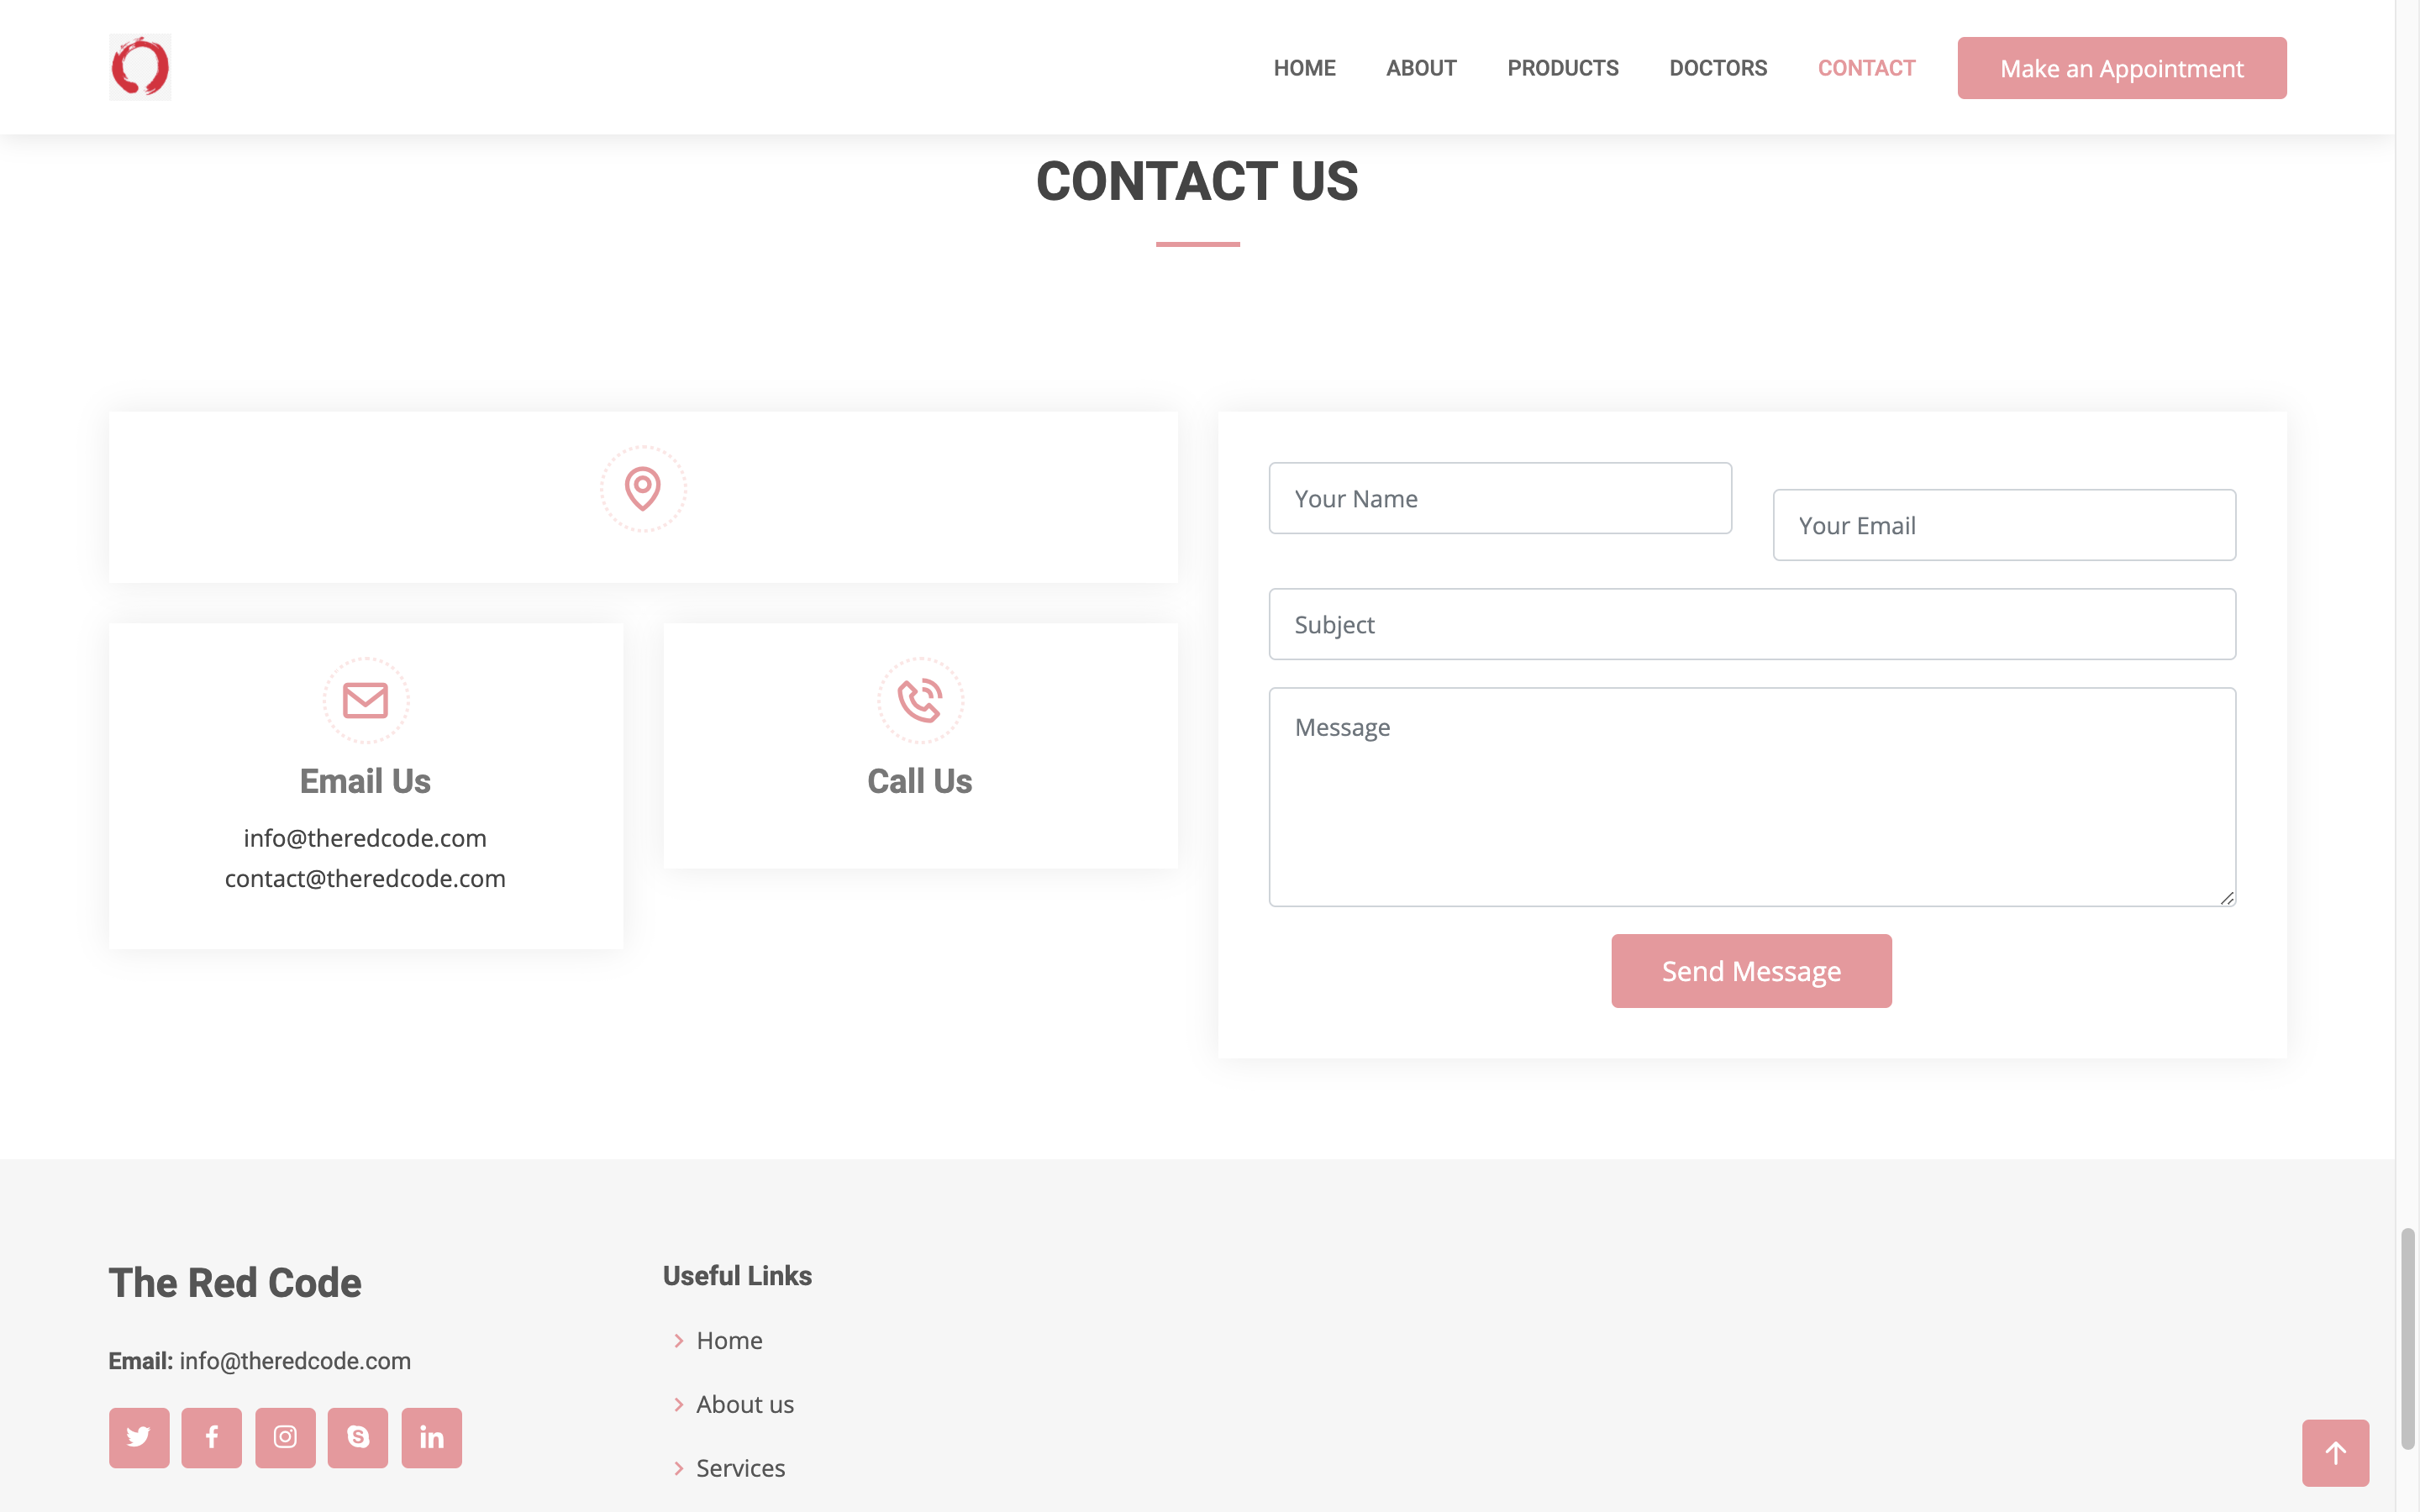 HOME ABOUT PRODUCTS DOCTORS CONTACT Make an Appointment
CONTACT US
Email Us
info@theredcode.com
contact@theredcode.com
Call Us
Your Name
Your Email
Subject
Message
Send Message
The Red Code
Email: info@theredcode.com
Useful Links
Home
About us
Services